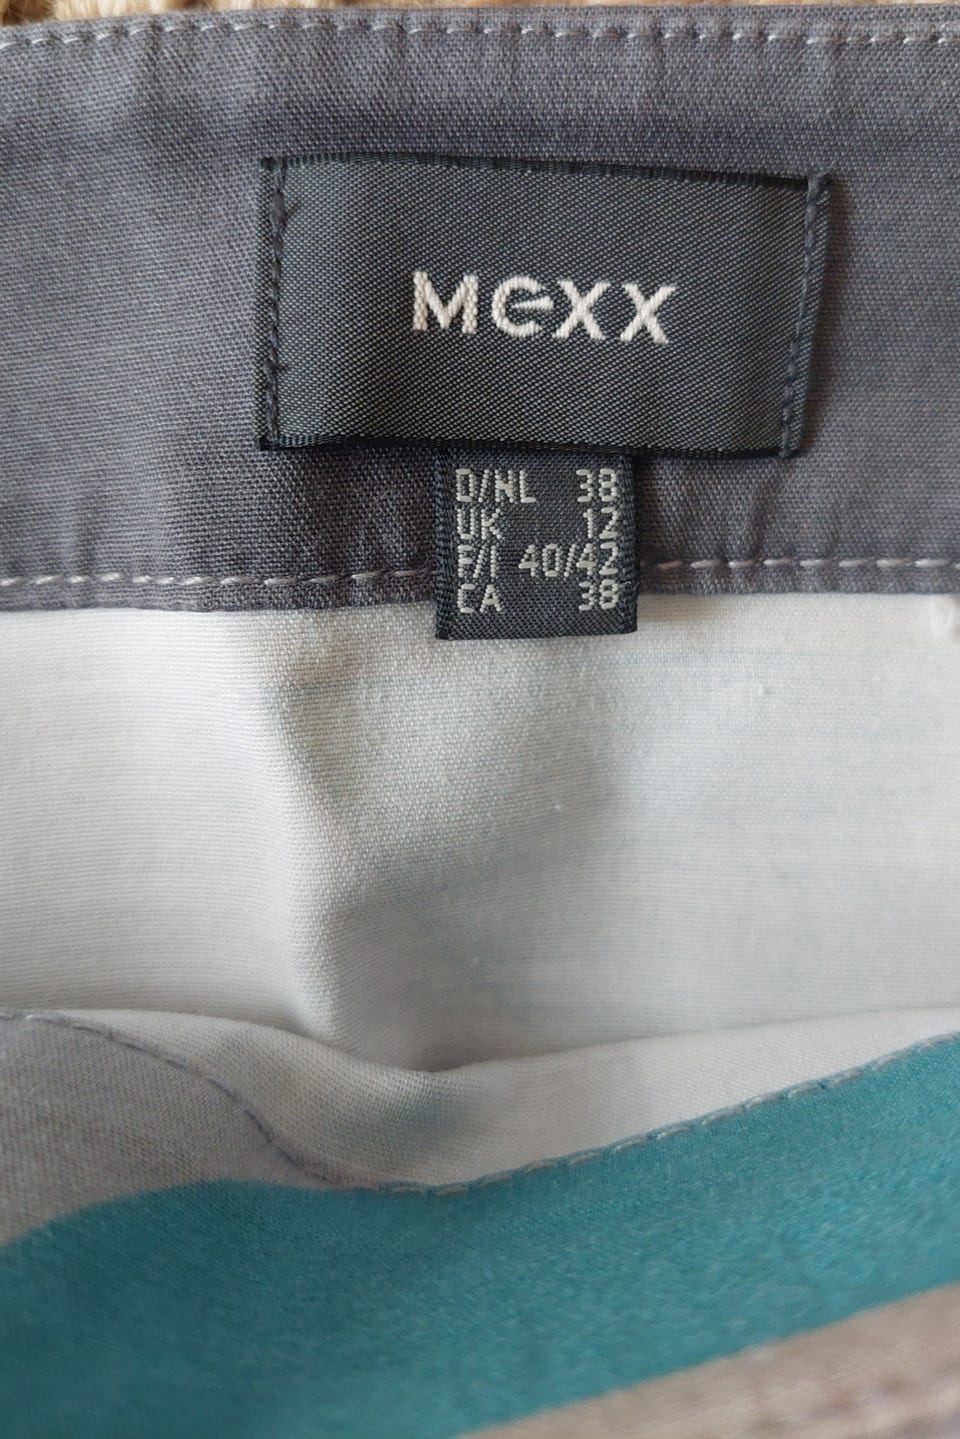 Mexx
D/NL 38
UK 12
F/I 40/42
CA 38